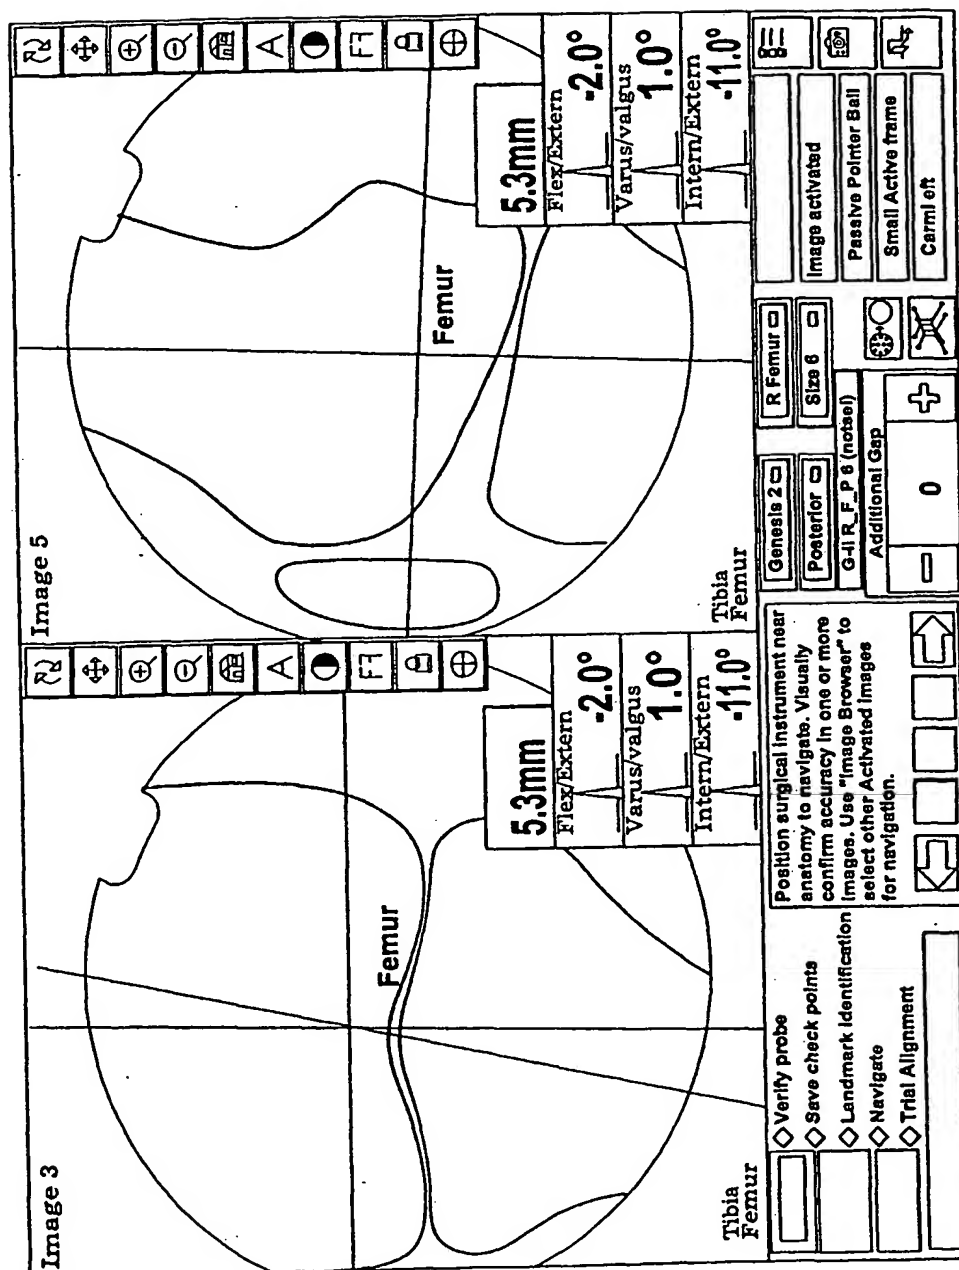 Image 3
Femur
Tibia
Femur
A
5.3mm
Flex/Extern
-2.0°
Varus/valgus
1.0°
Intern/Extern
-11.0°
Image 5
Femur
Tibia
Femur
A
5.3mm
Flex/Extern
-2.0°
Varus/valgus
1.0°
Intern/Extern
-11.0°
Verify probe
Save check points
Landmark Identification
Navigate
Trial Alignment
Position surgical instrument near
anatomy to navigate. Visually
confirm accuracy in one or more
images. Use "Image Browser" to
select other Activated images
for navigation.
Genesis 2
R Femur
Posterior
Size 6
G-II R_F_P 6 (notsel)
Additional Gap
0
Image activated
Passive Pointer Ball
Small Active frame
Carml eft